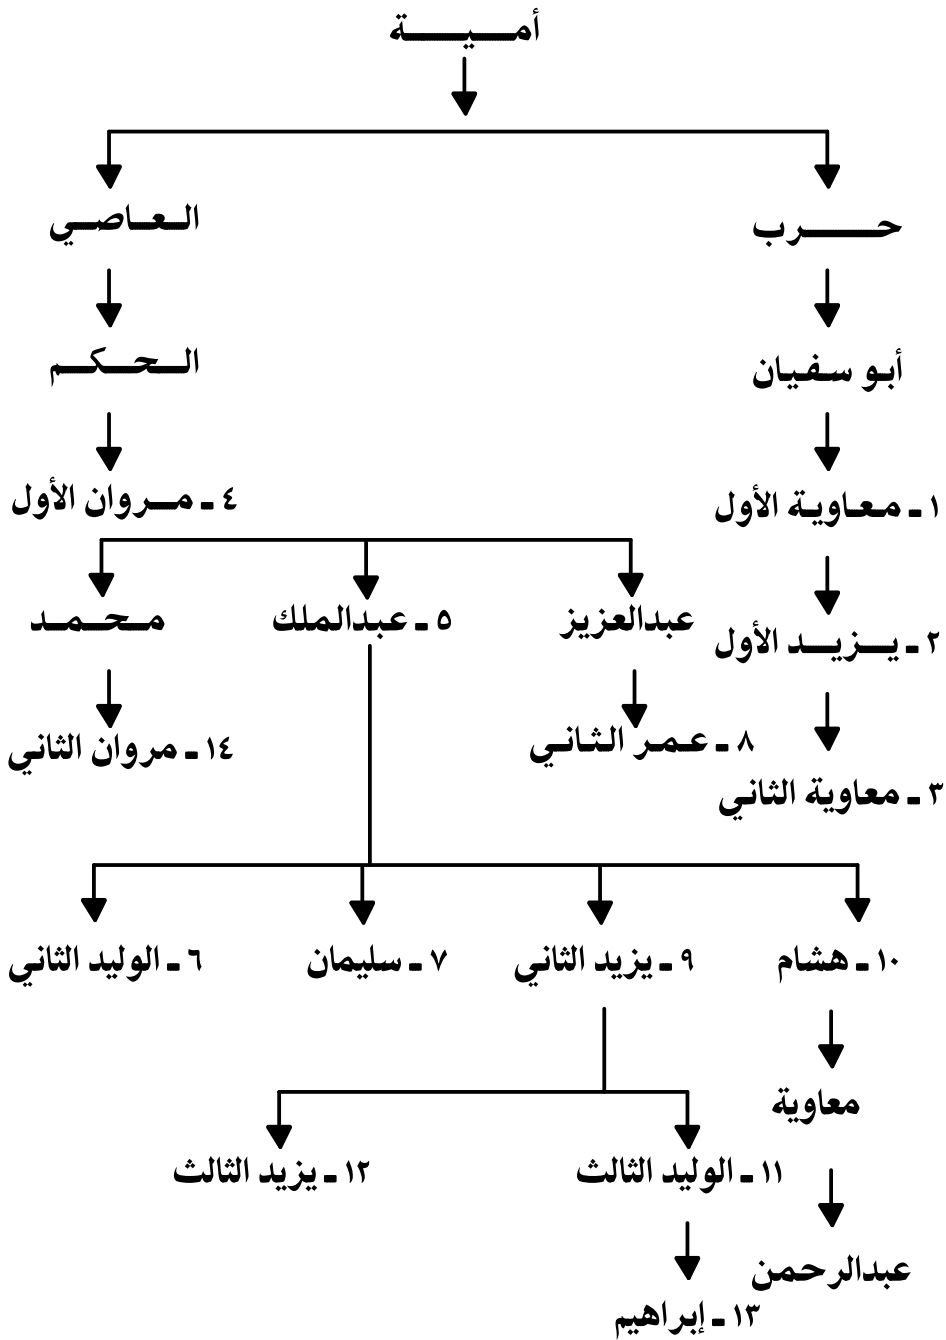 أمية
حرب
العاصي
أبو سفيان
الحكم
١ - معاوية الأول
٤ - مروان الأول
عبدالعزيز
٥ - عبدالملك
محمد
٢ - يزيد الأول
٨ - عمر الثاني
١٤ - مروان الثاني
٣ - معاوية الثاني
١٠ - هشام
٩ - يزيد الثاني
٧ - سليمان
٦ - الوليد الثاني
معاوية
١١ - الوليد الثالث
١٢ - يزيد الثالث
عبدالرحمن
١٣ - إبراهيم